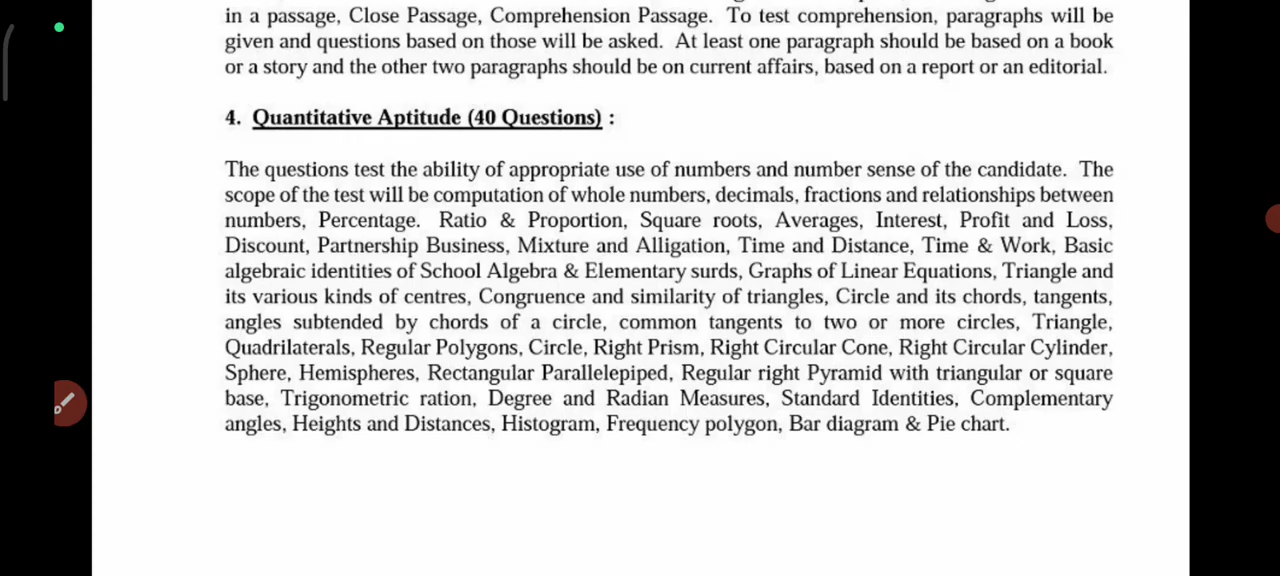 in a passage, Close Passage, Comprehension Passage. To test comprehension, paragraphs will be
given and questions based on those will be asked. At least one paragraph should be based on a book
or a story and the other two paragraphs should be on current affairs, based on a report or an editorial.
4. Quantitative Aptitude (40 Questions) :
The questions test the ability of appropriate use of numbers and number sense of the candidate. The
scope of the test will be computation of whole numbers, decimals, fractions and relationships between
numbers, Percentage. Ratio & Proportion, Square roots, Averages, Interest, Profit and Loss,
Discount, Partnership Business, Mixture and Alligation, Time and Distance, Time & Work, Basic
algebraic identities of School Algebra & Elementary surds, Graphs of Linear Equations, Triangle and
its various kinds of centres, Congruence and similarity of triangles, Circle and its chords, tangents,
angles subtended by chords of a circle, common tangents to two or more circles, Triangle,
Quadrilaterals, Regular Polygons, Circle, Right Prism, Right Circular Cone, Right Circular Cylinder,
Sphere, Hemispheres, Rectangular Parallelepiped, Regular right Pyramid with triangular or square
base, Trigonometric ration, Degree and Radian Measures, Standard Identities, Complementary
angles, Heights and Distances, Histogram, Frequency polygon, Bar diagram & Pie chart.